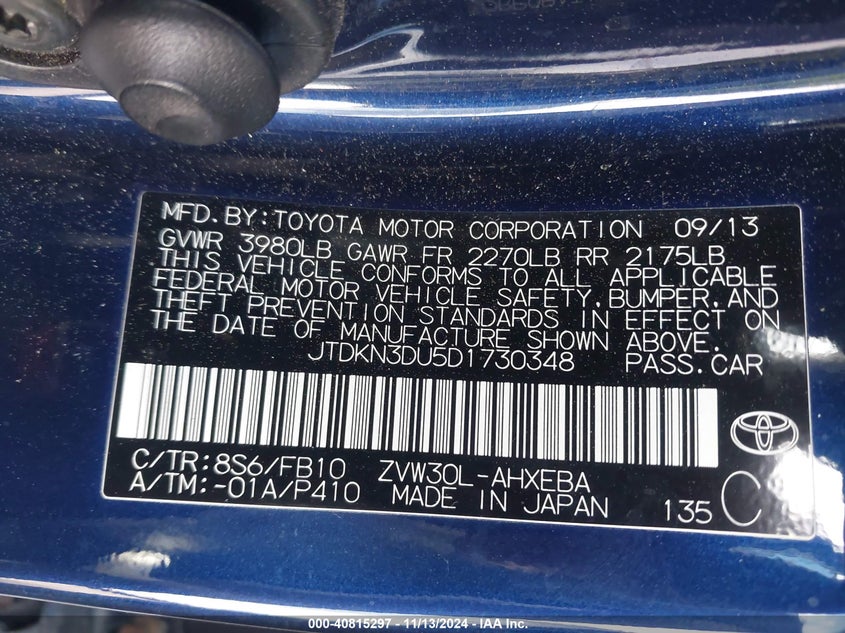 MFD.BY:TOYOTA MOTOR CORPORATION 09/13
GVWR 3980LB GAWR FR 2270LB RR 2175LB
THIS VEHICLE CONFORMS TO ALL APPLICABLE
FEDERAL MOTOR VEHICLE SAFETY,BUMPER,AND
THEFT PREVENTION STANDARDS IN EFFECT ON
THE DATE OF MANUFACTURE SHOWN ABOVE.
JTDKN3DU5D1730348 PASS.CAR
C/TR:8S6/FB10 ZVW30L-AHXEBA
A/TM:-01A/P410 MADE IN JAPAN 135 C
000-40815297 - 11/13/2024 - IAA Inc.